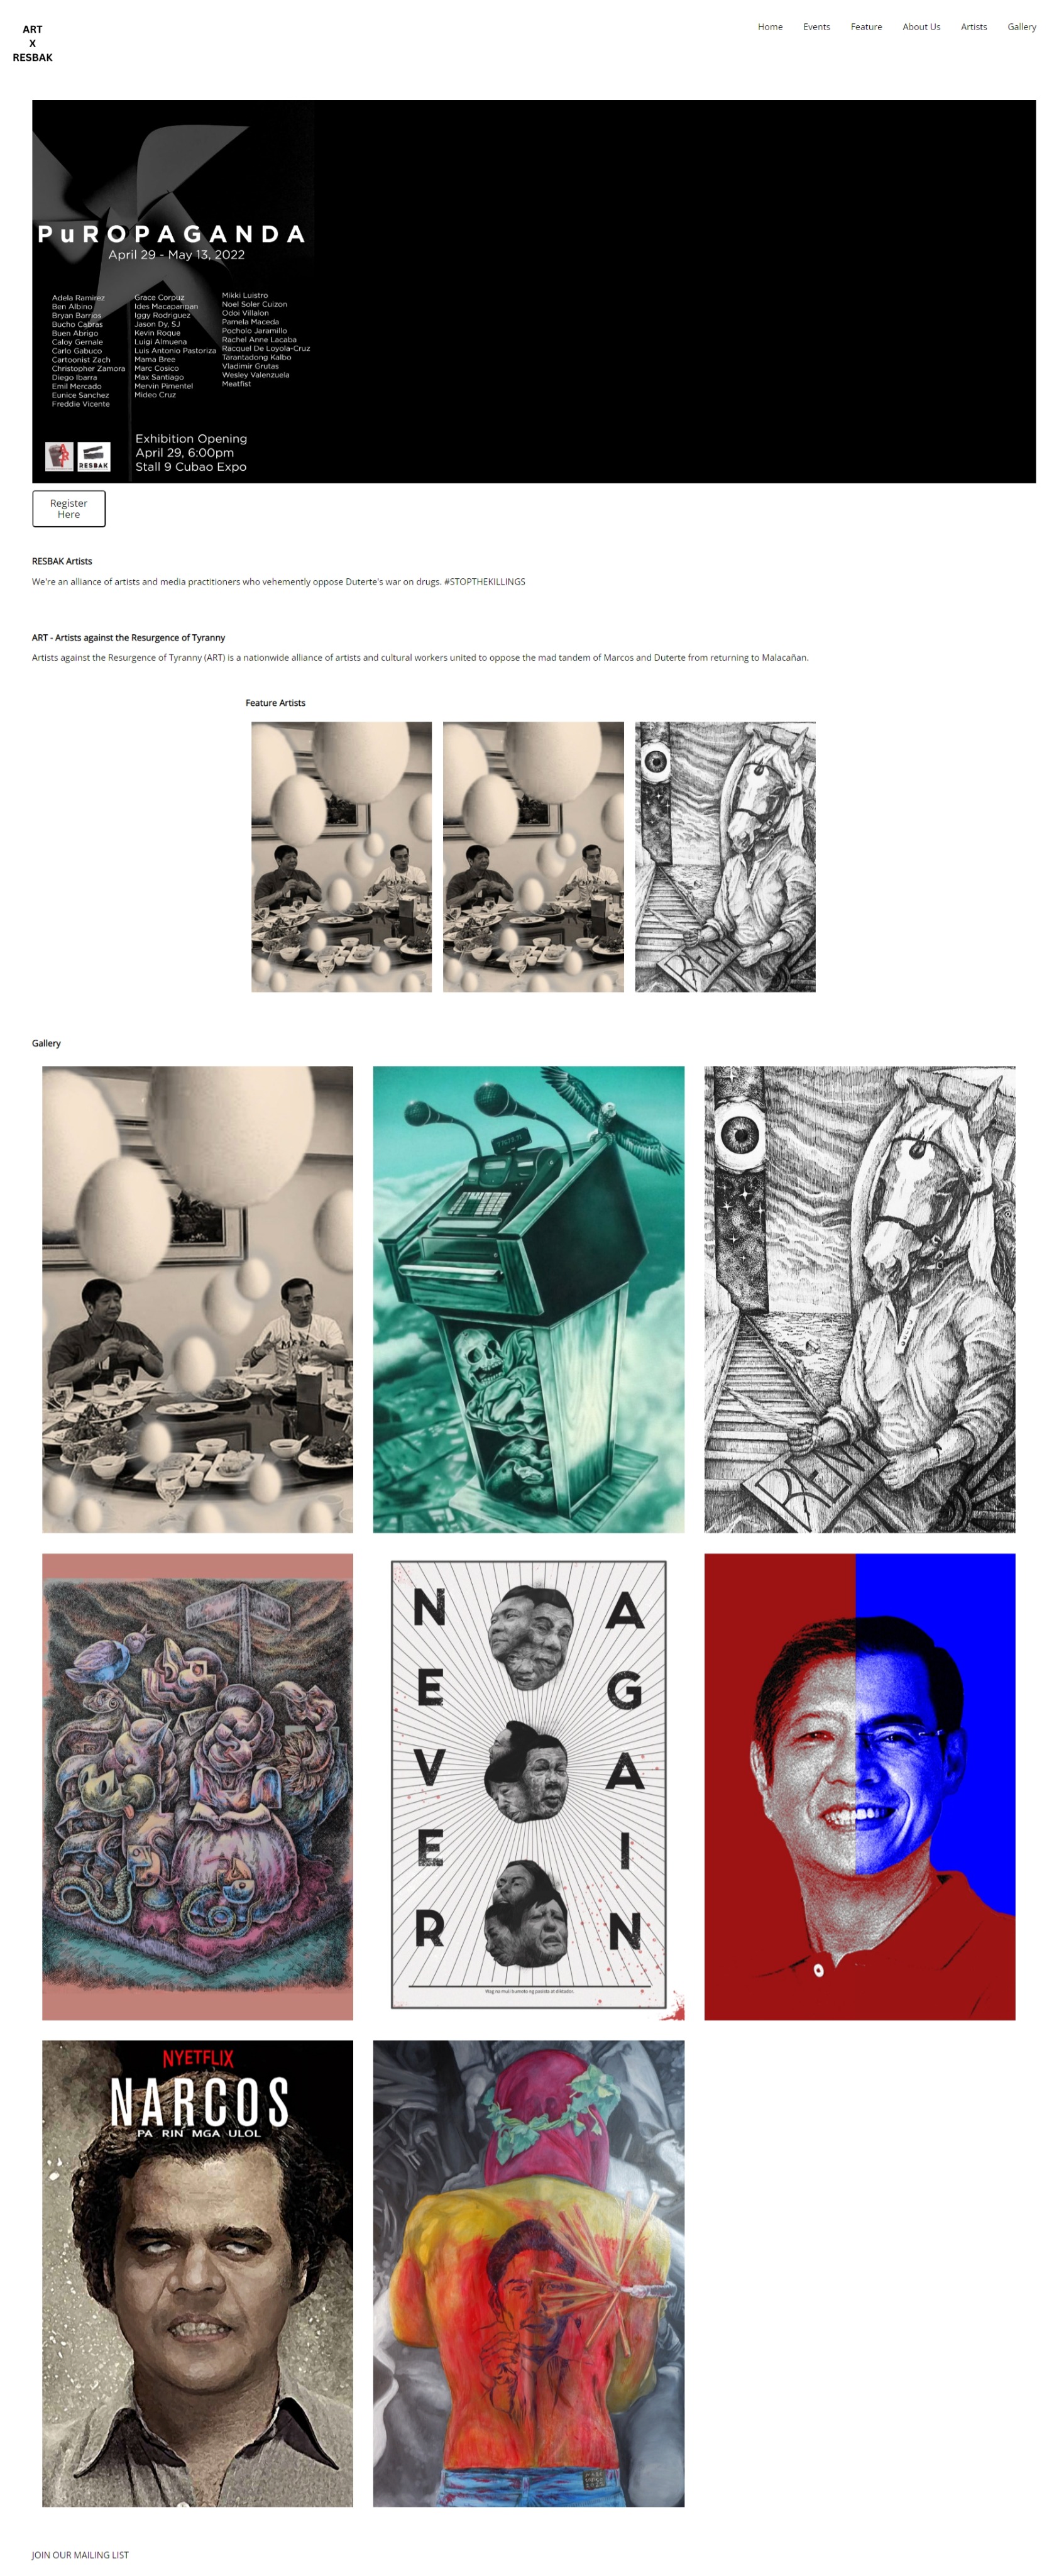 ART
X
RESBAK
Home Events Feature About Us Artists Gallery
PuROPAGANDA
April 29 - May 13, 2022
Adela Ramirez
Ben Albino
Bryan Barrios
Bucho Cabras
Buen Abrigo
Caloy Gernale
Carlo Gabuco
Cartoonist Zach
Christopher Zamora
Diego Ibarra
Emil Mercado
Eunice Sanchez
Freddie Vicente
Grace Corpuz
Ides Macapanpan
Iggy Rodriguez
Jason Dy, SJ
Kevin Roque
Luigi Almuena
Luis Antonio Pastoriza
Mama Bree
Marc Cosico
Max Santiago
Mervin Pimentel
Mideo Cruz
Mikki Luistro
Noel Soler Cuizon
Odoi Villalon
Pamela Maceda
Pocholo Jaramillo
Rachel Anne Lacaba
Racquel De Loyola-Cruz
Tarantadong Kalbo
Vladimir Grutas
Wesley Valenzuela
Meatfist
RESBAK
Exhibition Opening
April 29, 6:00pm
Stall 9 Cubao Expo
Register
Here
RESBAK Artists
We're an alliance of artists and media practitioners who vehemently oppose Duterte's war on drugs. #STOPTHEKILLINGS
ART - Artists against the Resurgence of Tyranny
Artists against the Resurgence of Tyranny (ART) is a nationwide alliance of artists and cultural workers united to oppose the mad tandem of Marcos and Duterte from returning to Malacañan.
Feature Artists
Gallery
NEVER
AGAIN
Wag na muli bumoto ng pasista at diktador.
NYETFLIX
NARCOS
PA RIN MGA ULOL
JOIN OUR MAILING LIST